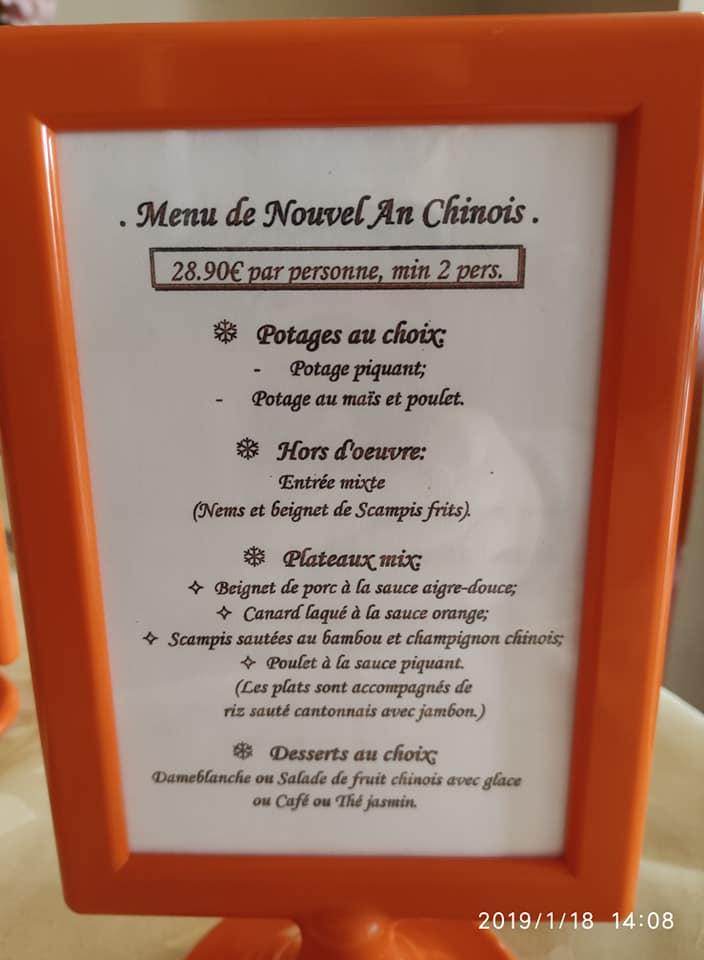 . Menu de Nouvel An Chinois .
28.90€ par personne, min 2 pers.
Potages au choix:
- Potage piquant;
- Potage au maïs et poulet.
Hors d'oeuvre:
Entrée mixte
(Nems et beignet de Scampis frits).
Plateaux mix:
Beignet de porc à la sauce aigre-douce;
Canard laqué à la sauce orange;
Scampis sautées au bambou et champignon chinois;
Poulet à la sauce piquant.
(Les plats sont accompagnés de
riz sauté cantonnais avec jambon.)
Desserts au choix:
Dameblanche ou Salade de fruit chinois avec glace
ou Café ou Thé jasmin.
2019/1/18 14:08